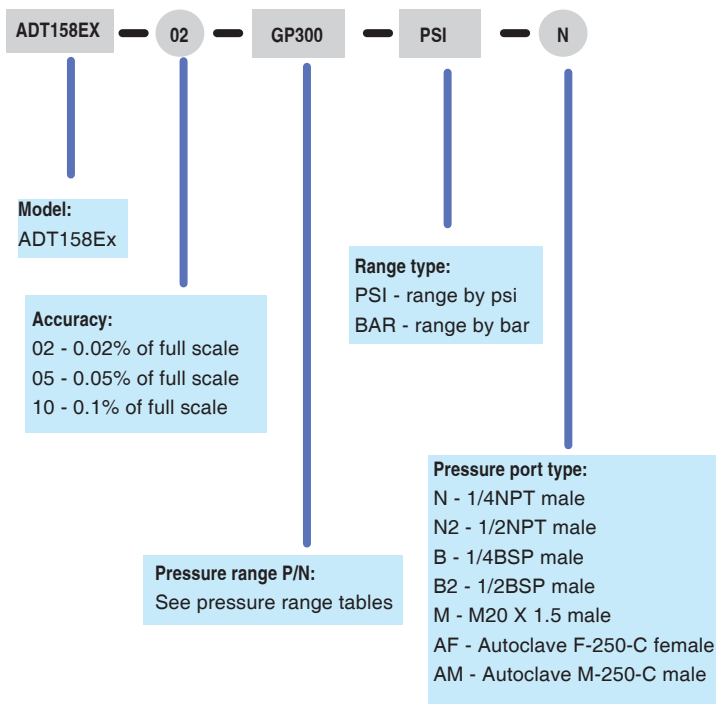 ADT158EX
02
GP300
PSI
N
Model:
ADT158Ex
Accuracy:
02 - 0.02% of full scale
05 - 0.05% of full scale
10 - 0.1% of full scale
Pressure range P/N:
See pressure range tables
Range type:
PSI - range by psi
BAR - range by bar
Pressure port type:
N - 1/4NPT male
N2 - 1/2NPT male
B - 1/4BSP male
B2 - 1/2BSP male
M - M20 X 1.5 male
AF - Autoclave F-250-C female
AM - Autoclave M-250-C male